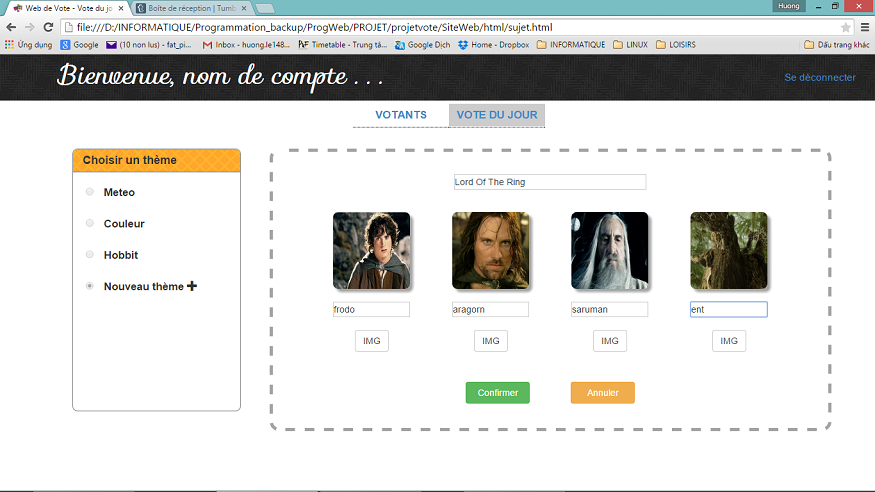 Web de Vote - Vote du jo
Boîte de réception | Tumb
Huong
file:///D:/INFORMATIQUE/Programmation_backup/ProgWeb/PROJET/projetvote/SiteWeb/html/sujet.html
Ứng dụng
Google
(10 non lus) - fat_pi...
Inbox - huong.le148...
Timetable - Trung tâ...
Google Dịch
Home - Dropbox
INFORMATIQUE
LINUX
LOISIRS
Dấu trang khác
Bienvenue, nom de compte . . .
Se déconnecter
VOTANTS
VOTE DU JOUR
Choisir un thème
Meteo
Couleur
Hobbit
Nouveau thème
Lord Of The Ring
frodo
aragorn
saruman
ent
IMG
IMG
IMG
IMG
Confirmer
Annuler